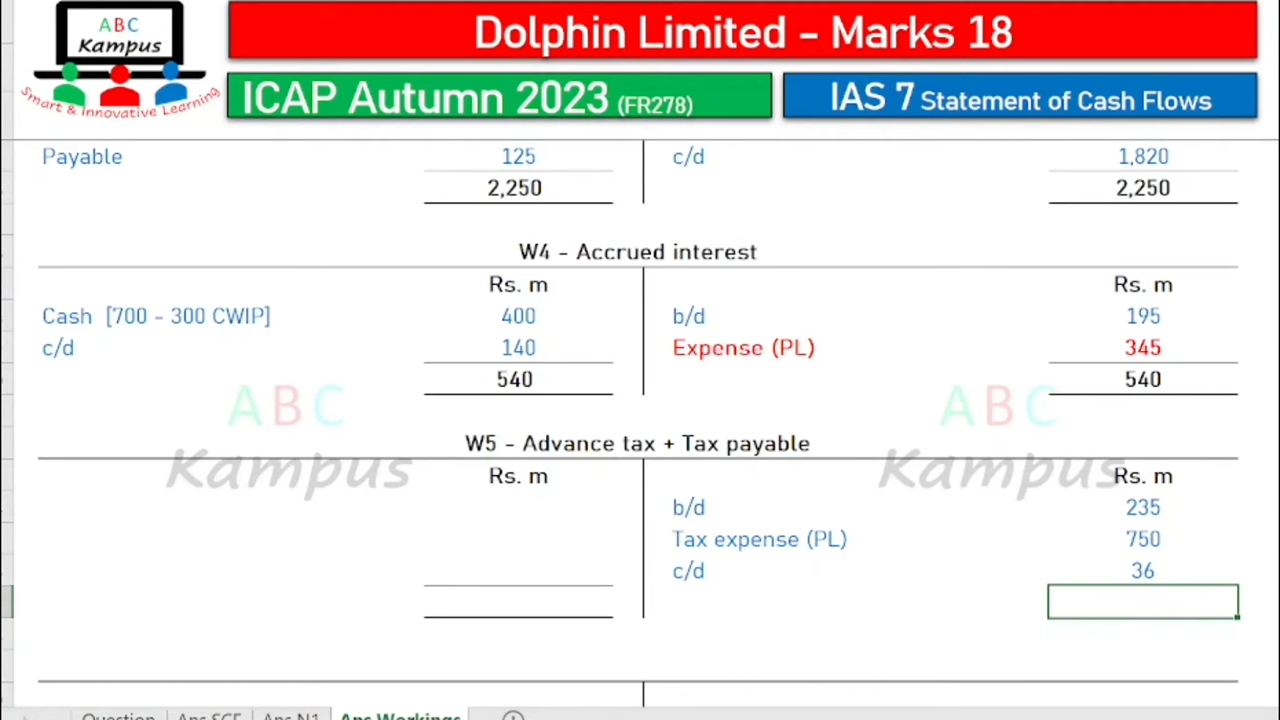 ABC
Kampus
Smart & Innovative Learning
Dolphin Limited - Marks 18
ICAP Autumn 2023 (FR278)
IAS 7 Statement of Cash Flows
Payable 125 c/d 1,820
2,250 2,250
W4 - Accrued interest
Rs. m Rs. m
Cash [700 - 300 CWIP] 400 b/d 195
c/d 140 Expense (PL) 345
540 540
ABC ABC
Kampus Kampus
W5 - Advance tax + Tax payable
Rs. m Rs. m
b/d 235
Tax expense (PL) 750
c/d 36
Question Ans SCF Ans N1 Ans Workings